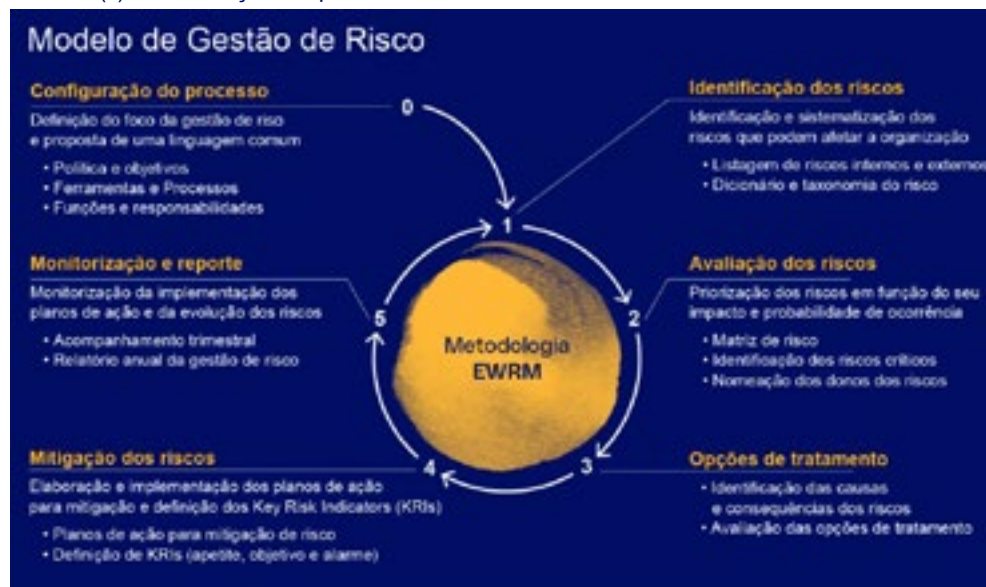 Modelo de Gestão de Risco
Configuração do processo
Definição do foco da gestão de riso
e proposta de uma linguagem comum
• Política e objetivos
• Ferramentas e Processos
• Funções e responsabilidades
0
Identificação dos riscos
Identificação e sistematização dos
riscos que podem afetar a organização
• Listagem de riscos internos e externos
• Dicionário e taxonomia do risco
1
Monitorização e reporte
Monitorização da implementação dos
planos de ação e da evolução dos riscos
• Acompanhamento trimestral
• Relatório anual da gestão de risco
5
Metodologia
EWRM
2
Avaliação dos riscos
Priorização dos riscos em função do seu
impacto e probabilidade de ocorrência
• Matriz de risco
• Identificação dos riscos críticos
• Nomeação dos donos dos riscos
Mitigação dos riscos
Elaboração e implementação dos planos de ação
para mitigação e definição dos Key Risk Indicators (KRIs)
• Planos de ação para mitigação de risco
• Definição de KRIs (apetite, objetivo e alarme)
4
3
Opções de tratamento
• Identificação das causas
e consequências dos riscos
• Avaliação das opções de tratamento